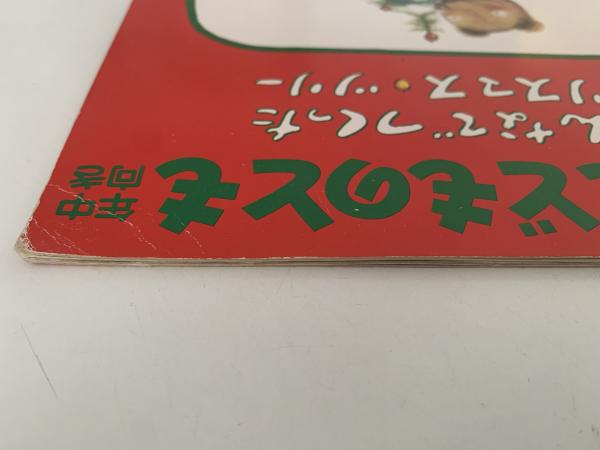 こどものとも
年中
向き
んなでつくった
リスマス・ツリー